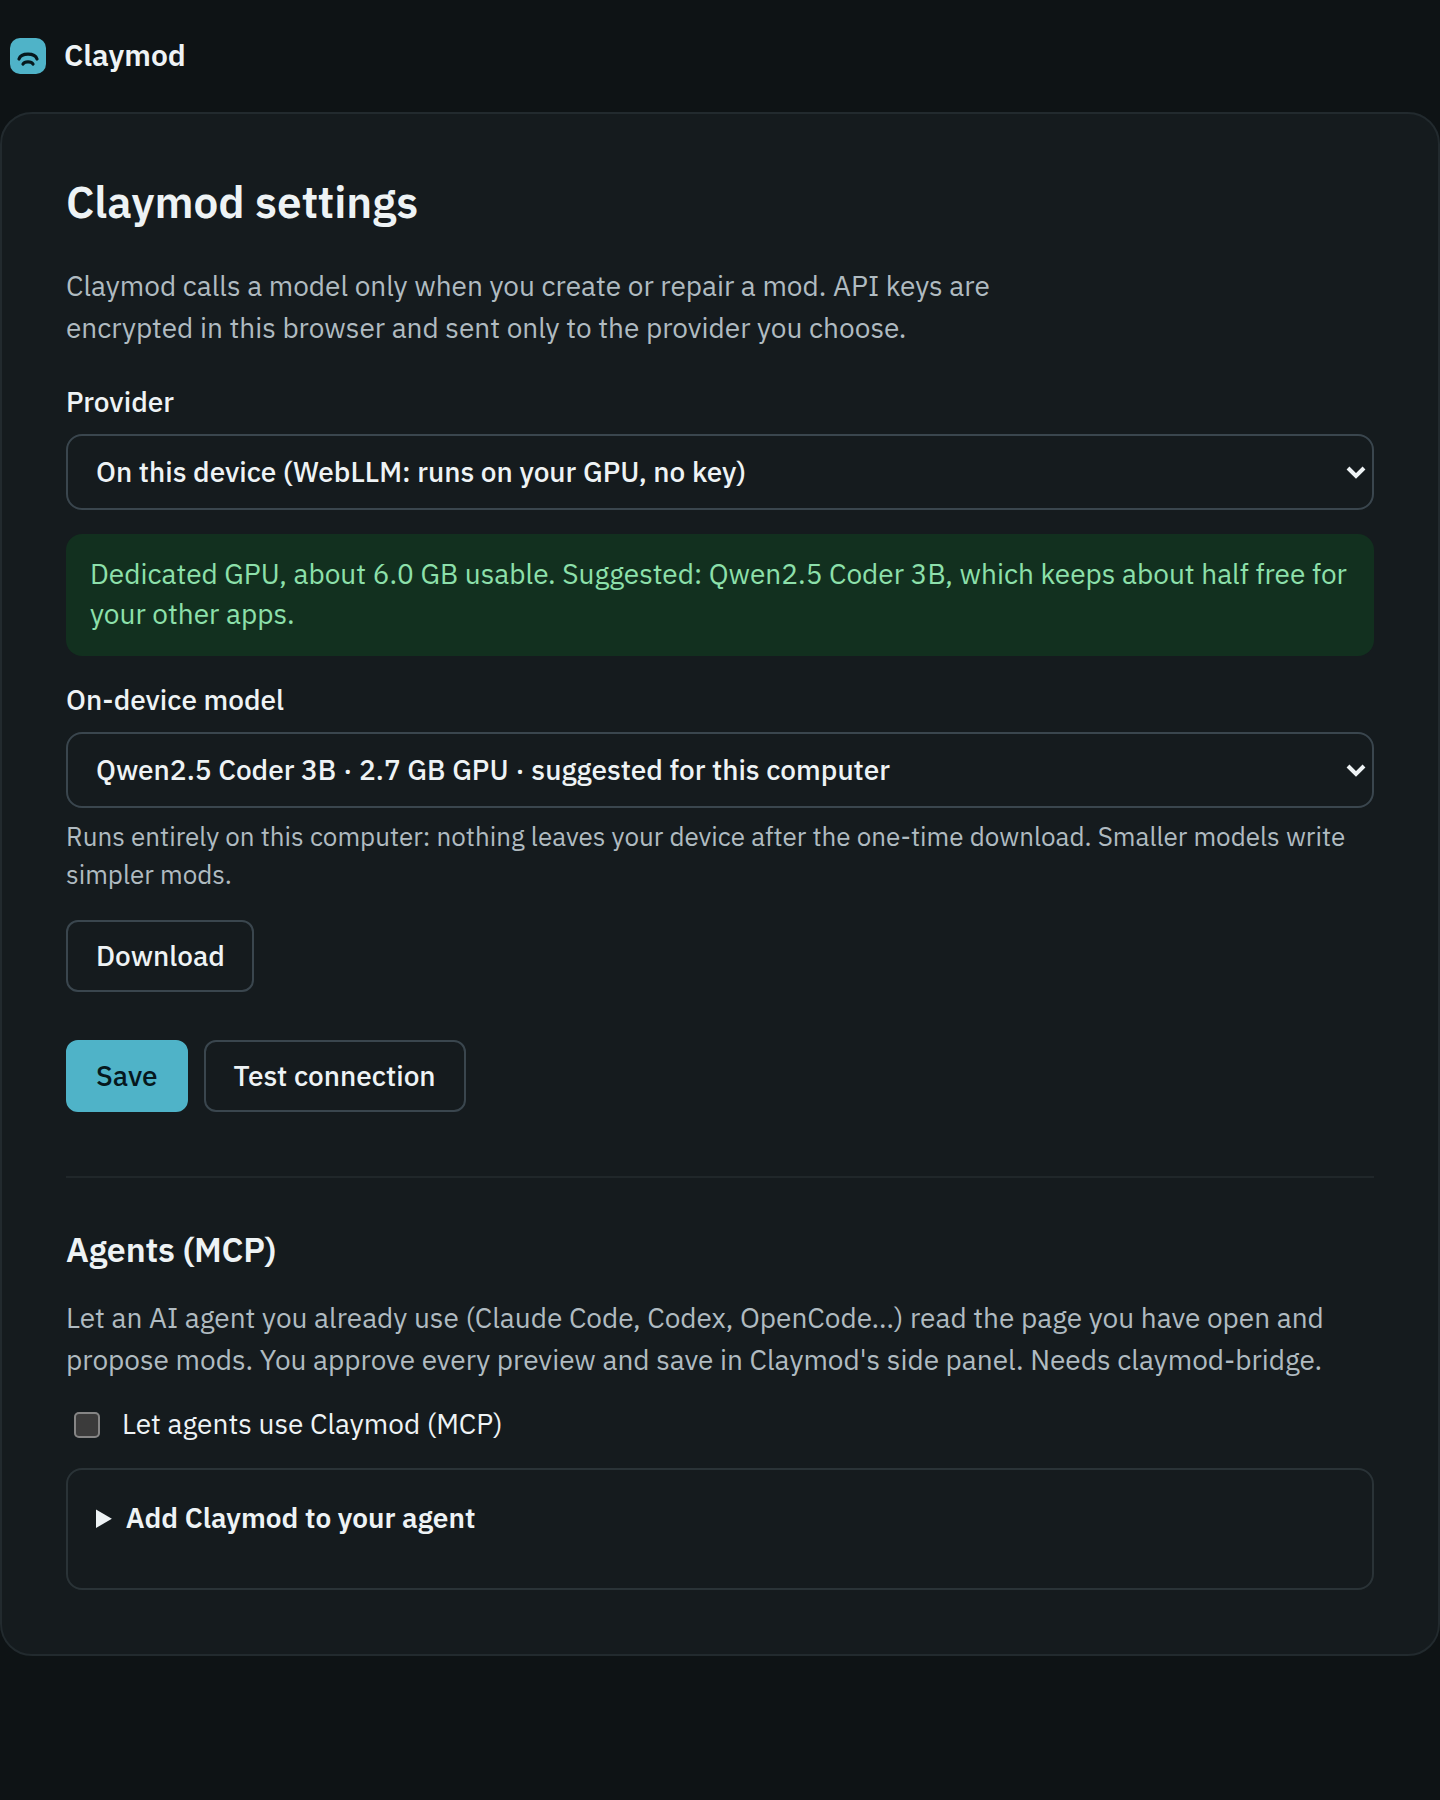 Claymod
Claymod settings
Claymod calls a model only when you create or repair a mod. API keys are
encrypted in this browser and sent only to the provider you choose.
Provider
On this device (WebLLM: runs on your GPU, no key)
Dedicated GPU, about 6.0 GB usable. Suggested: Qwen2.5 Coder 3B, which keeps about half free for
your other apps.
On-device model
Qwen2.5 Coder 3B · 2.7 GB GPU · suggested for this computer
Runs entirely on this computer: nothing leaves your device after the one-time download. Smaller models write
simpler mods.
Download
Save
Test connection
Agents (MCP)
Let an AI agent you already use (Claude Code, Codex, OpenCode...) read the page you have open and
propose mods. You approve every preview and save in Claymod's side panel. Needs claymod-bridge.
Let agents use Claymod (MCP)
Add Claymod to your agent